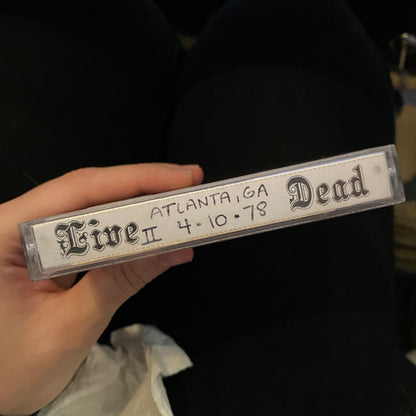 Live Dead
ATLANTA, GA
II 4·10·78